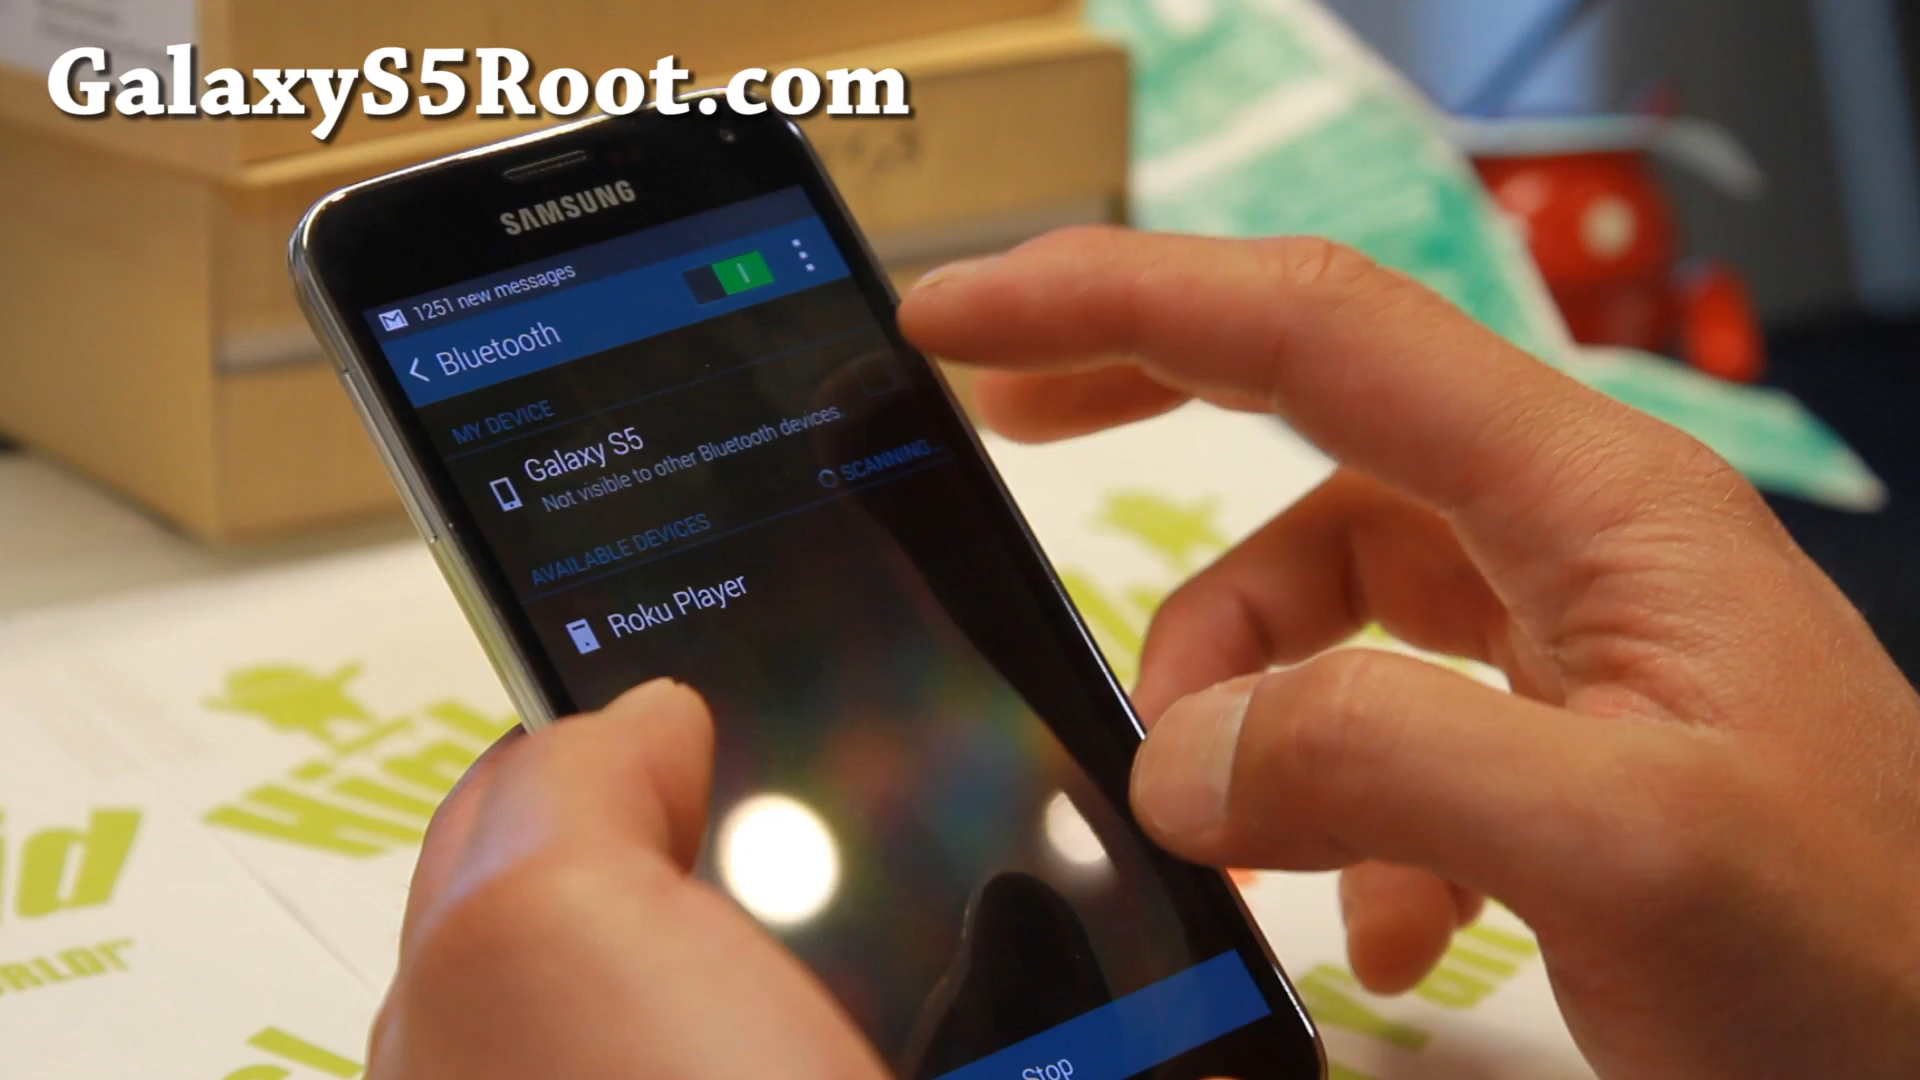 GalaxyS5Root.com
SAMSUNG
1251 new messages
Bluetooth
MY DEVICE
Galaxy S5
Not visible to other Bluetooth devices.
SCANNING...
AVAILABLE DEVICES
Roku Player
Stop